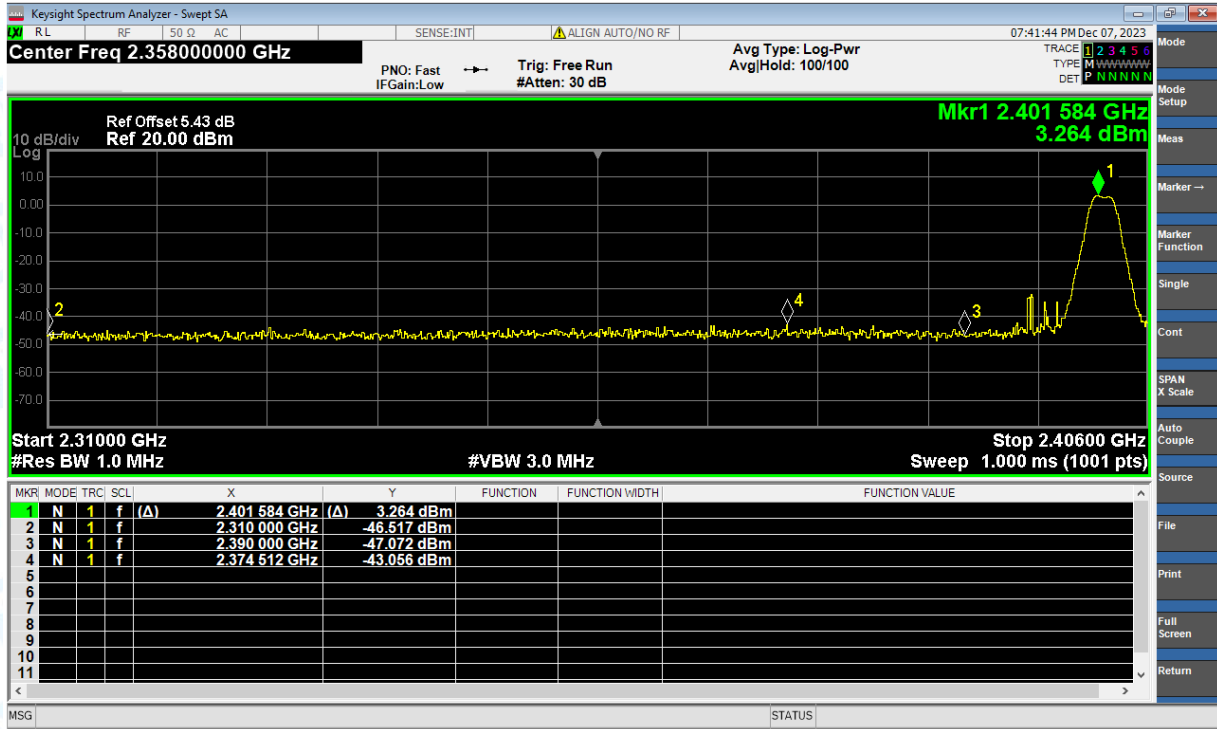 Keysight Spectrum Analyzer - Swept SA
LXI RL RF 50 Ω AC SENSE:INT ALIGN AUTO/NO RF 07:41:44 PM Dec 07, 2023
Center Freq 2.358000000 GHz
Avg Type: Log-Pwr
TRACE 1 2 3 4 5 6
PNO: Fast
Trig: Free Run
Avg|Hold: 100/100
TYPE M WWWWW
IFGain:Low
#Atten: 30 dB
DET P N N N N N
Mkr1 2.401 584 GHz
3.264 dBm
Ref Offset 5.43 dB
10 dB/div Ref 20.00 dBm
Log
10.0
0.00
-10.0
-20.0
-30.0
-40.0
-50.0
-60.0
-70.0
1
2
4
3
Start 2.31000 GHz
Stop 2.40600 GHz
#Res BW 1.0 MHz
#VBW 3.0 MHz
Sweep 1.000 ms (1001 pts)
MKR MODE TRC SCL X Y FUNCTION FUNCTION WIDTH FUNCTION VALUE
1 N 1 f (Δ) 2.401 584 GHz (Δ) 3.264 dBm
2 N 1 f 2.310 000 GHz -46.517 dBm
3 N 1 f 2.390 000 GHz -47.072 dBm
4 N 1 f 2.374 512 GHz -43.056 dBm
5
6
7
8
9
10
11
MSG STATUS
Mode
Mode
Setup
Meas
Marker →
Marker
Function
Single
Cont
SPAN
X Scale
Auto
Couple
Source
File
Print
Full
Screen
Return